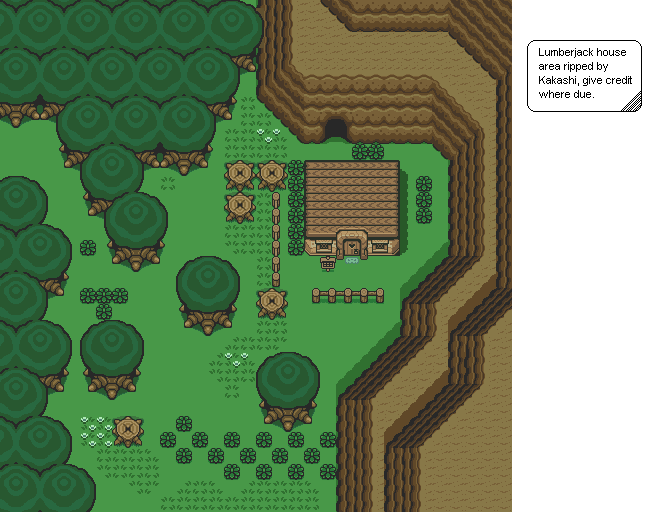 Lumberjack house
area ripped by
Kakashi, give credit
where due.